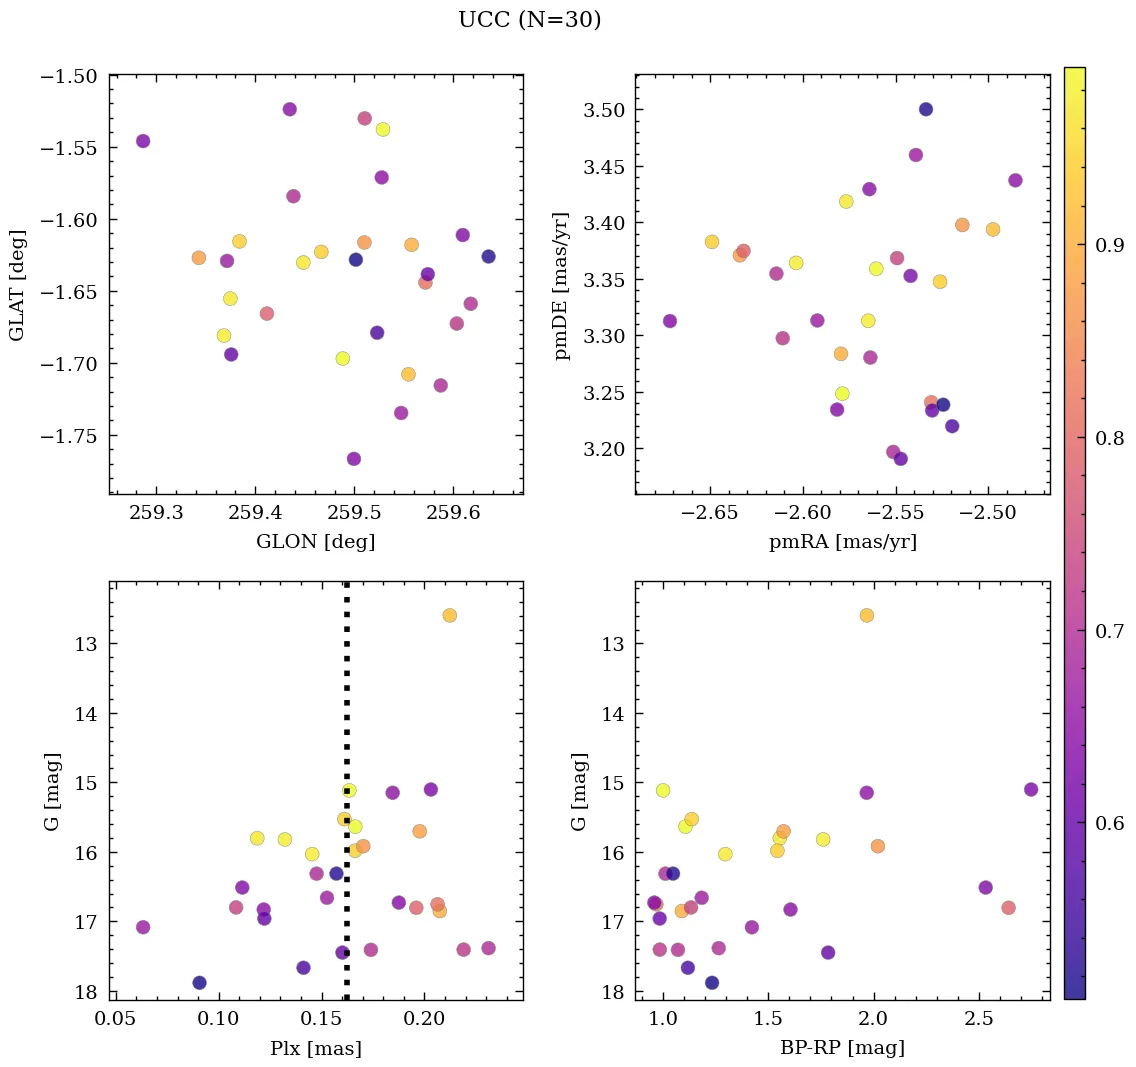 UCC (N=30)
−1.50
−1.55
−1.60
−1.65
−1.70
−1.75
GLAT [deg]
259.3 259.4 259.5 259.6
GLON [deg]
3.50
3.45
3.40
3.35
3.30
3.25
3.20
pmDE [mas/yr]
−2.65 −2.60 −2.55 −2.50
pmRA [mas/yr]
13
14
15
16
17
18
G [mag]
0.05 0.10 0.15 0.20
Plx [mas]
13
14
15
16
17
18
G [mag]
1.0 1.5 2.0 2.5
BP-RP [mag]
0.9
0.8
0.7
0.6